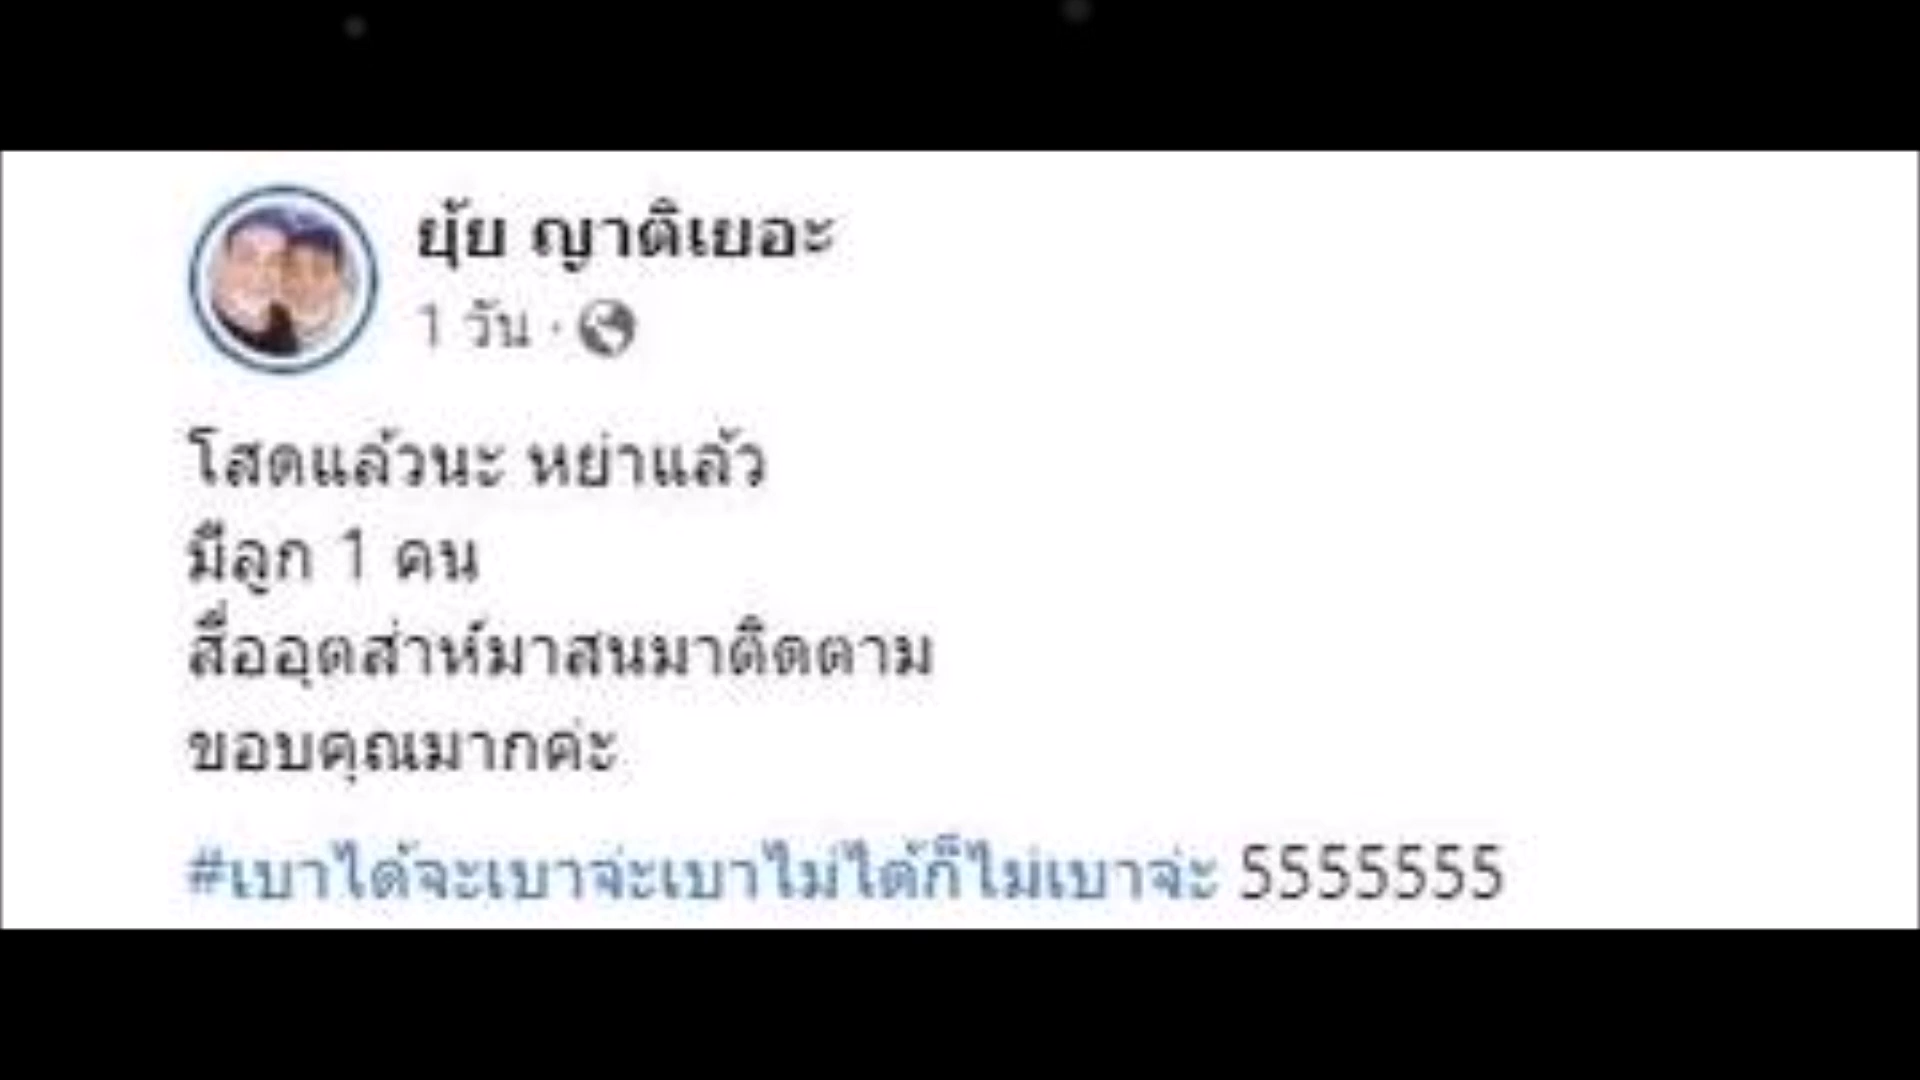 ยุ้ย ญาติเยอะ
1 วัน ·
โสดแล้วนะ หย่าแล้ว
มีลูก 1 คน
สื่ออุตส่าห์มาสนมาติดตาม
ขอบคุณมากค่ะ
#เบาได้จะเบาจ่ะเบาไม่ได้ก็ไม่เบาจ่ะ 5555555